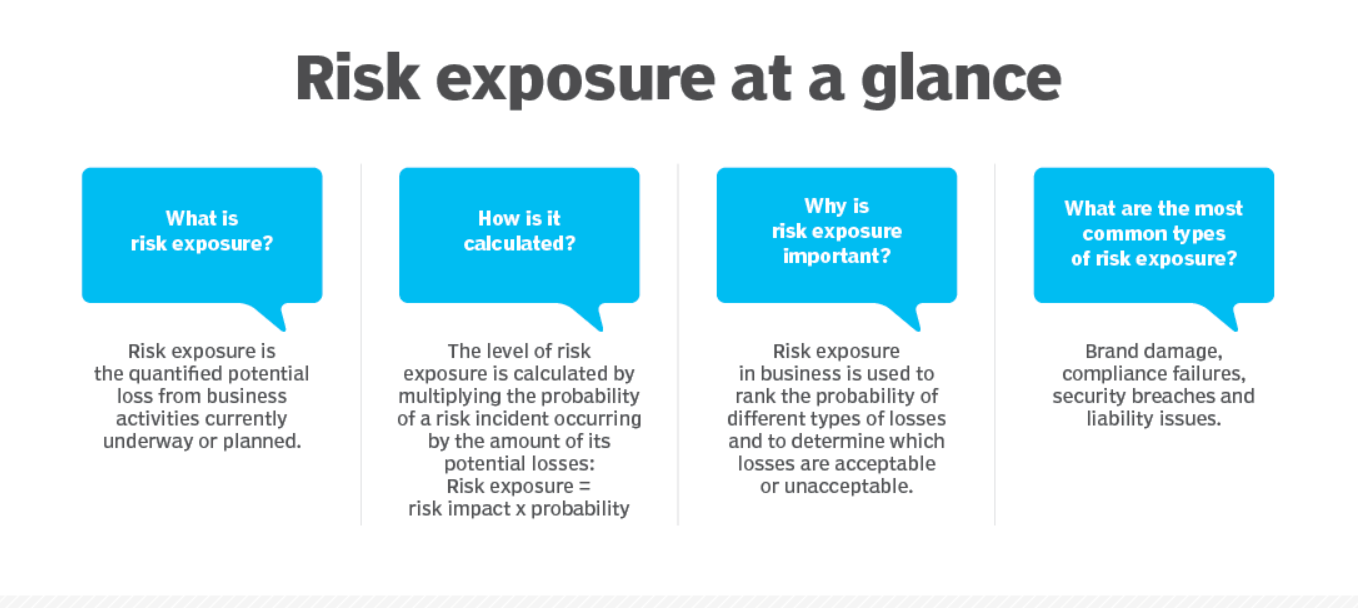 Risk exposure at a glance
What is
risk exposure?
Risk exposure is
the quantified potential
loss from business
activities currently
underway or planned.
How is it
calculated?
The level of risk
exposure is calculated by
multiplying the probability
of a risk incident occurring
by the amount of its
potential losses:
Risk exposure =
risk impact x probability
Why is
risk exposure
important?
Risk exposure
in business is used to
rank the probability of
different types of losses
and to determine which
losses are acceptable
or unacceptable.
What are the most
common types
of risk exposure?
Brand damage,
compliance failures,
security breaches and
liability issues.